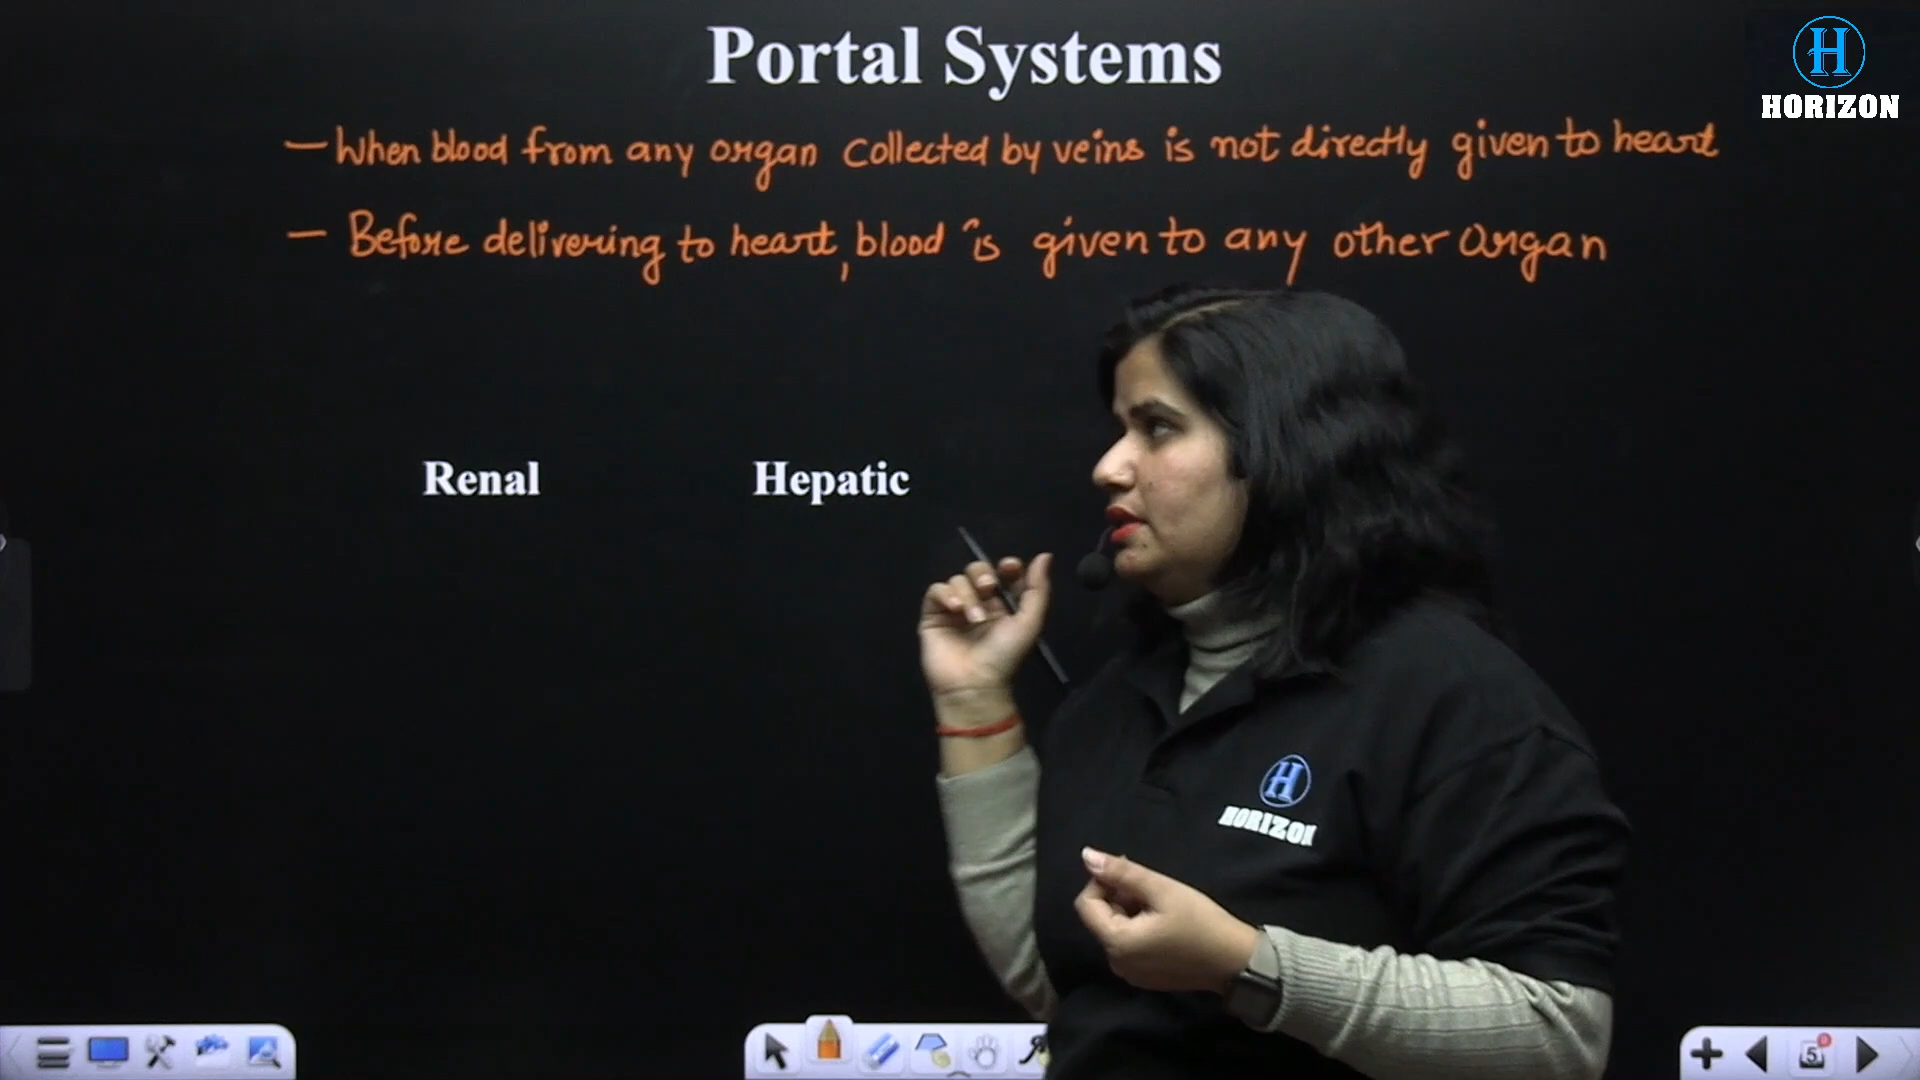 Portal Systems
H
HORIZON
— When blood from any organ collected by veins is not directly given to heart
— Before delivering to heart, blood is given to any other organ
Renal Hepatic
H
HORIZON
5